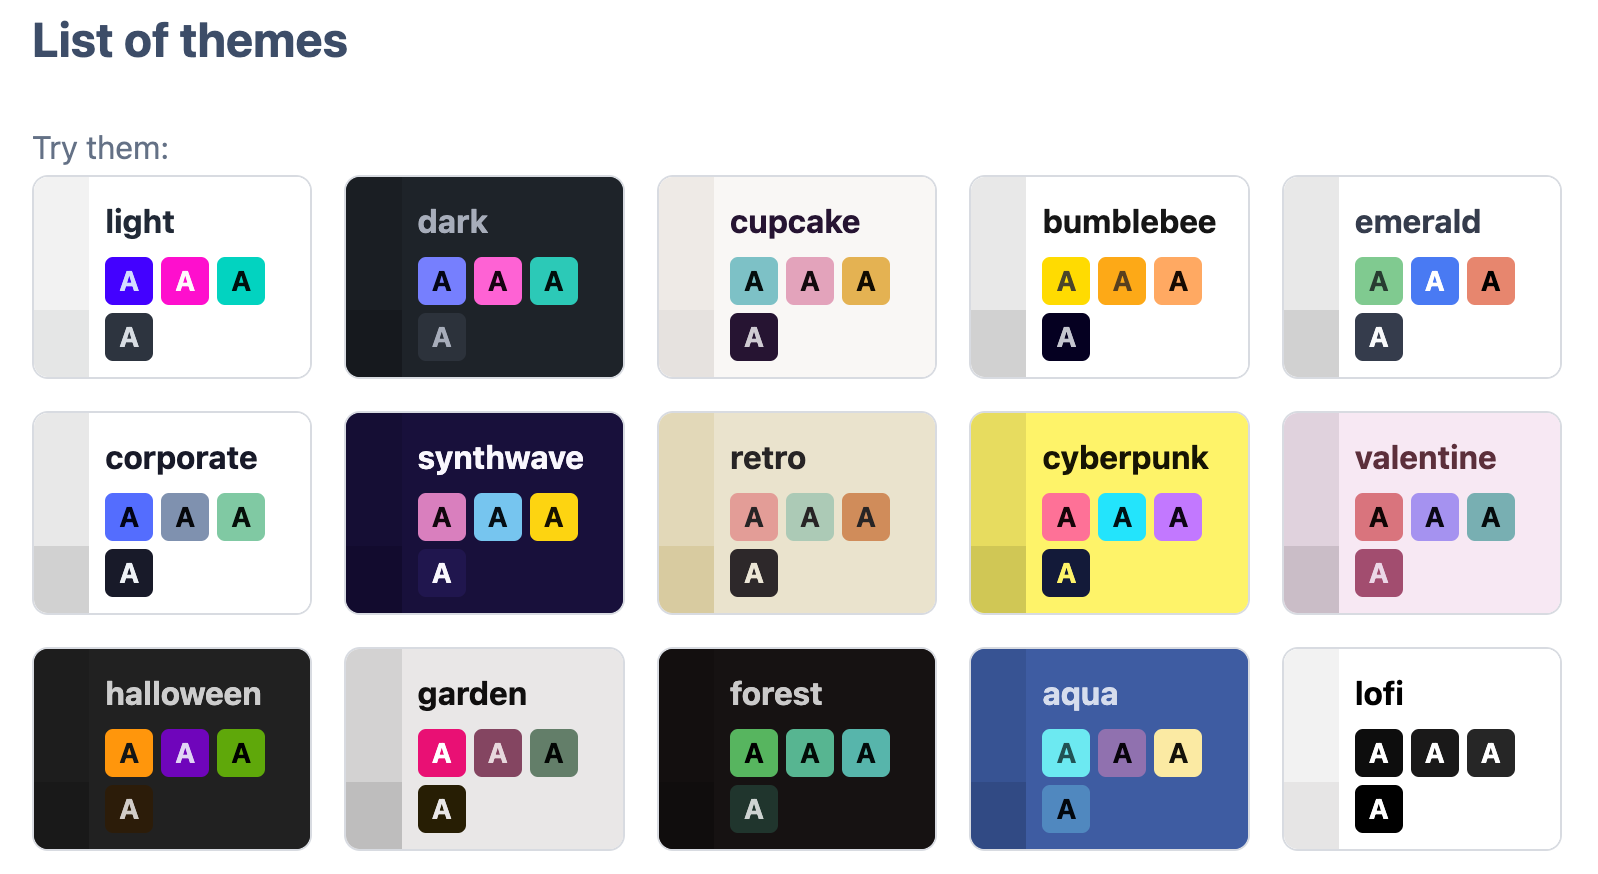 List of themes
Try them:
light
A A A
A
dark
A A A
A
cupcake
A A A
A
bumblebee
A A A
A
emerald
A A A
A
corporate
A A A
A
synthwave
A A A
A
retro
A A A
A
cyberpunk
A A A
A
valentine
A A A
A
halloween
A A A
A
garden
A A A
A
forest
A A A
A
aqua
A A A
A
lofi
A A A
A